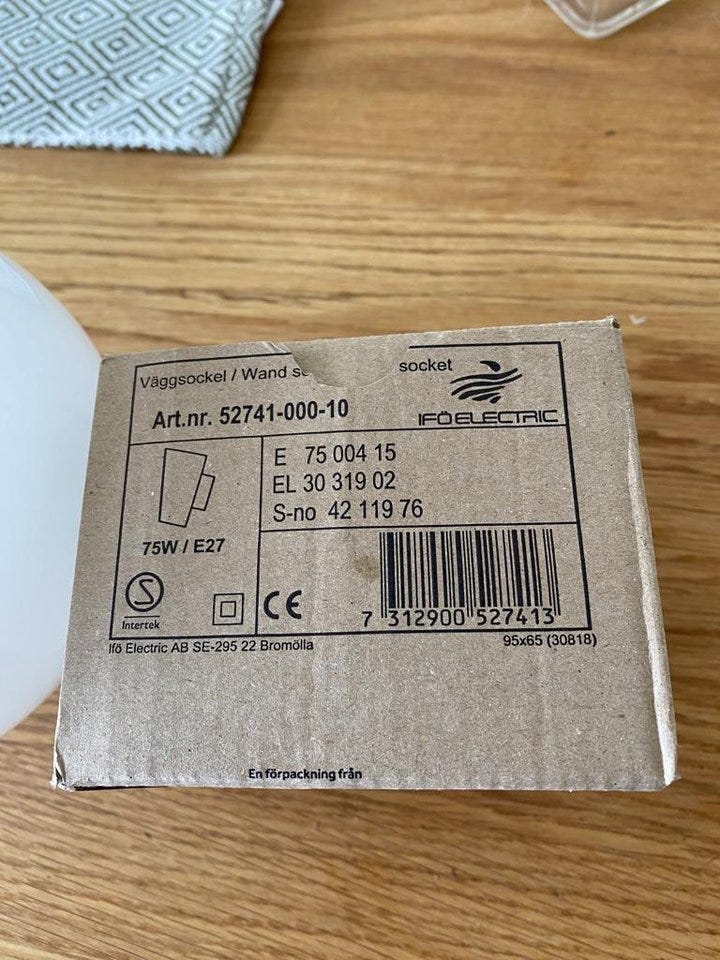 Väggsockel / Wand socket
Art.nr. 52741-000-10
IFÖ ELECTRIC
E 75 004 15
EL 30 319 02
S-no 42 119 76
75W / E27
S
Intertek
CE
7 312900 527413
Ifö Electric AB SE-295 22 Bromölla
95x65 (30818)
En förpackning från